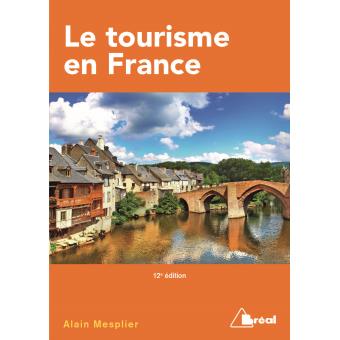 Le tourisme
en France
12e édition
Alain Mesplier
Bréal